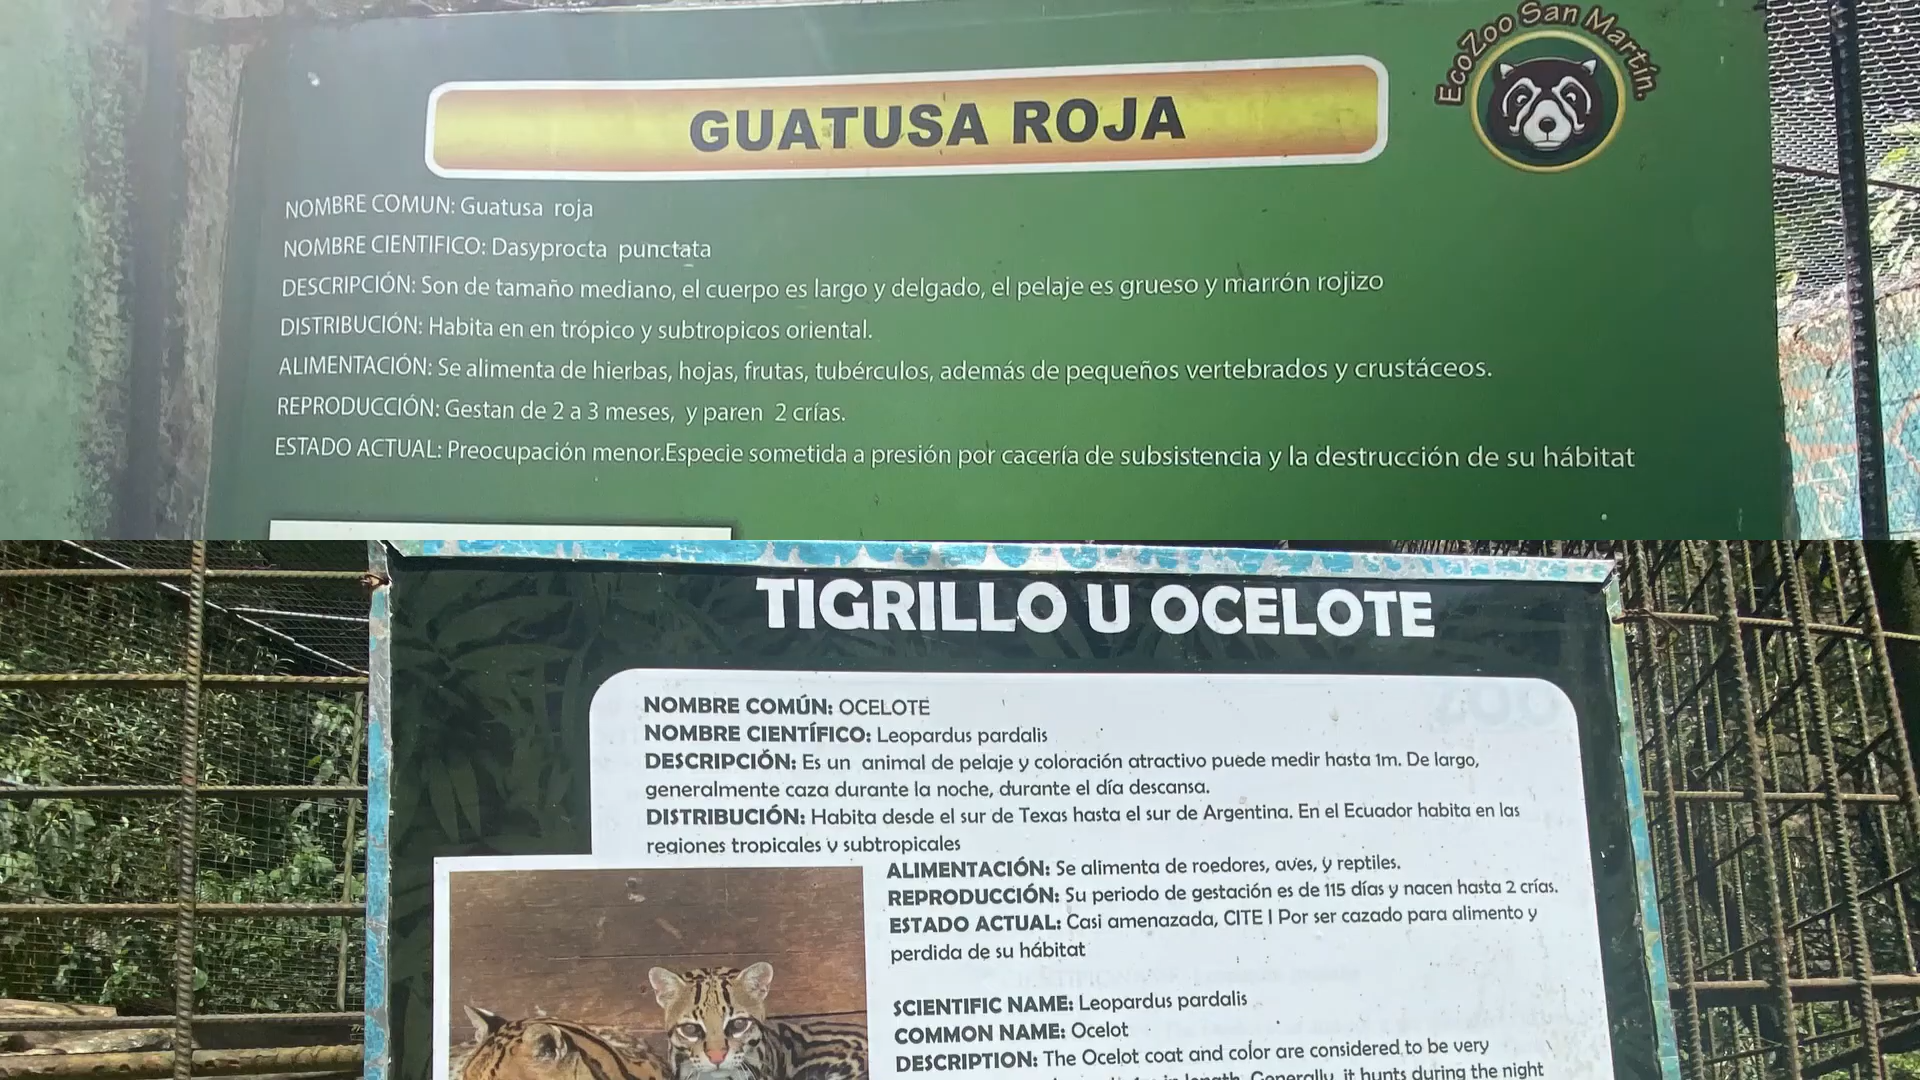 EcoZoo San Martín.
GUATUSA ROJA
NOMBRE COMUN: Guatusa roja
NOMBRE CIENTIFICO: Dasyprocta punctata
DESCRIPCIÓN: Son de tamaño mediano, el cuerpo es largo y delgado, el pelaje es grueso y marrón rojizo
DISTRIBUCIÓN: Habita en en trópico y subtropicos oriental.
ALIMENTACIÓN: Se alimenta de hierbas, hojas, frutas, tubérculos, además de pequeños vertebrados y crustáceos.
REPRODUCCIÓN: Gestan de 2 a 3 meses, y paren 2 crías.
ESTADO ACTUAL: Preocupación menor.Especie sometida a presión por cacería de subsistencia y la destrucción de su hábitat
TIGRILLO U OCELOTE
NOMBRE COMÚN: OCELOTE
NOMBRE CIENTÍFICO: Leopardus pardalis
DESCRIPCIÓN: Es un animal de pelaje y coloración atractivo puede medir hasta 1m. De largo,
generalmente caza durante la noche, durante el día descansa.
DISTRIBUCIÓN: Habita desde el sur de Texas hasta el sur de Argentina. En el Ecuador habita en las
regiones tropicales y subtropicales
ALIMENTACIÓN: Se alimenta de roedores, aves, y reptiles.
REPRODUCCIÓN: Su periodo de gestación es de 115 días y nacen hasta 2 crías.
ESTADO ACTUAL: Casi amenazada, CITE I Por ser cazado para alimento y
perdida de su hábitat
SCIENTIFIC NAME: Leopardus pardalis
COMMON NAME: Ocelot
DESCRIPTION: The Ocelot coat and color are considered to be very
in length. Generally, it hunts during the night